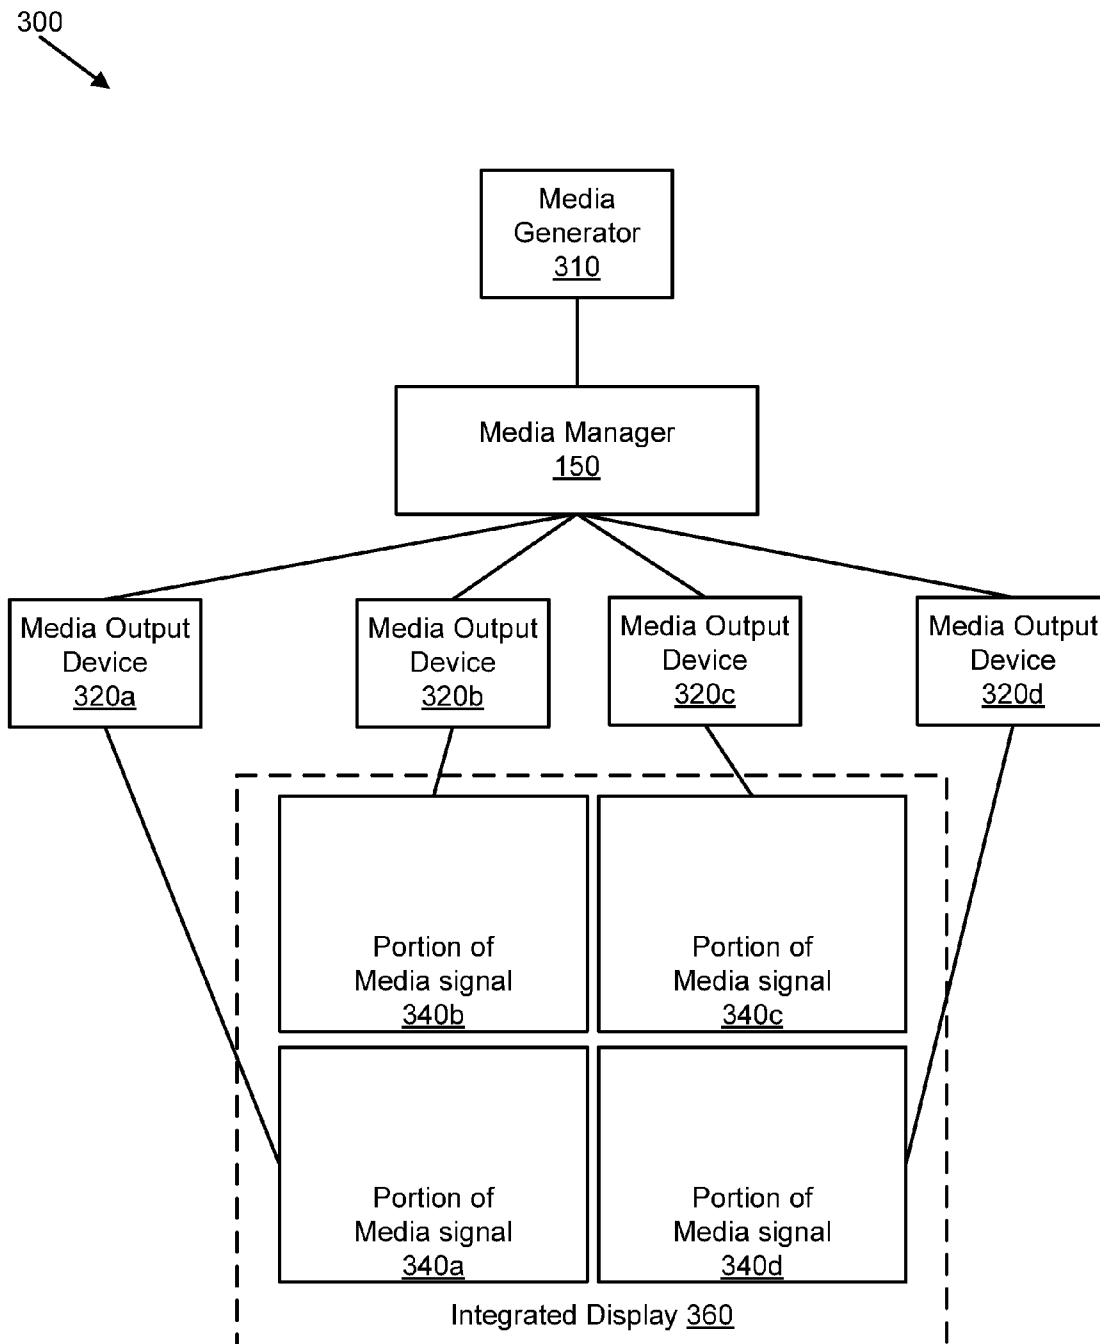 300
Media
Generator
310
Media Manager
150
Media Output
Device
320a
Media Output
Device
320b
Media Output
Device
320c
Media Output
Device
320d
Portion of
Media signal
340b
Portion of
Media signal
340c
Portion of
Media signal
340a
Portion of
Media signal
340d
Integrated Display 360